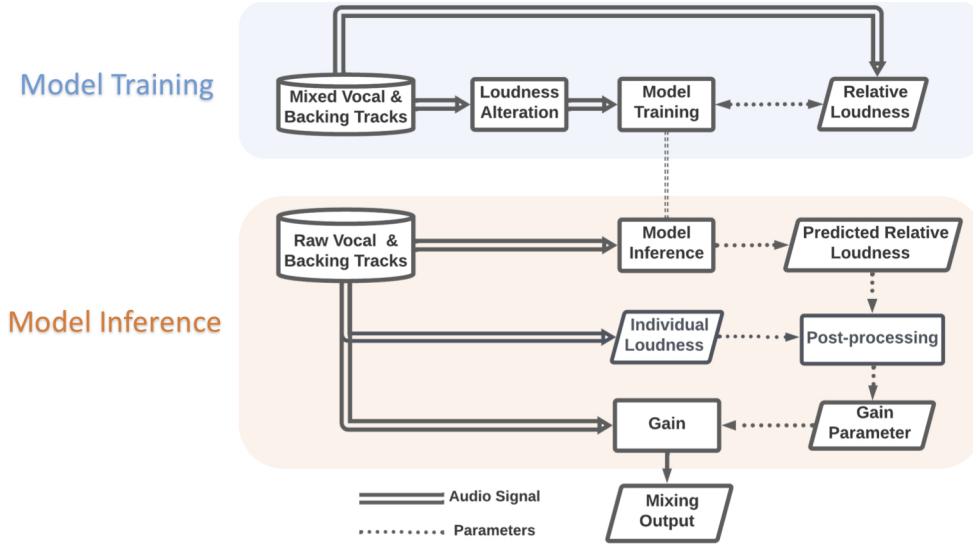 Model Training
Mixed Vocal &
Backing Tracks
Loudness
Alteration
Model
Training
Relative
Loudness
Model Inference
Raw Vocal &
Backing Tracks
Model
Inference
Predicted Relative
Loudness
Individual
Loudness
Post-processing
Gain
Gain
Parameter
Mixing
Output
Audio Signal
Parameters